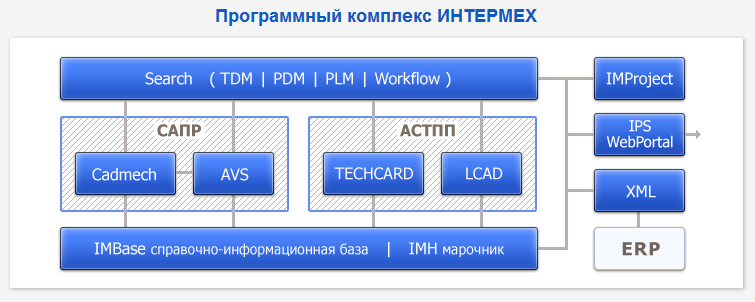 Программный комплекс ИНТЕРМЕХ
Search ( TDM | PDM | PLM | Workflow )
IMProject
САПР
АСТПП
IPS
WebPortal
Cadmech
AVS
TECHCARD
LCAD
XML
IMBase справочно-информационная база | IMH марочник
ERP